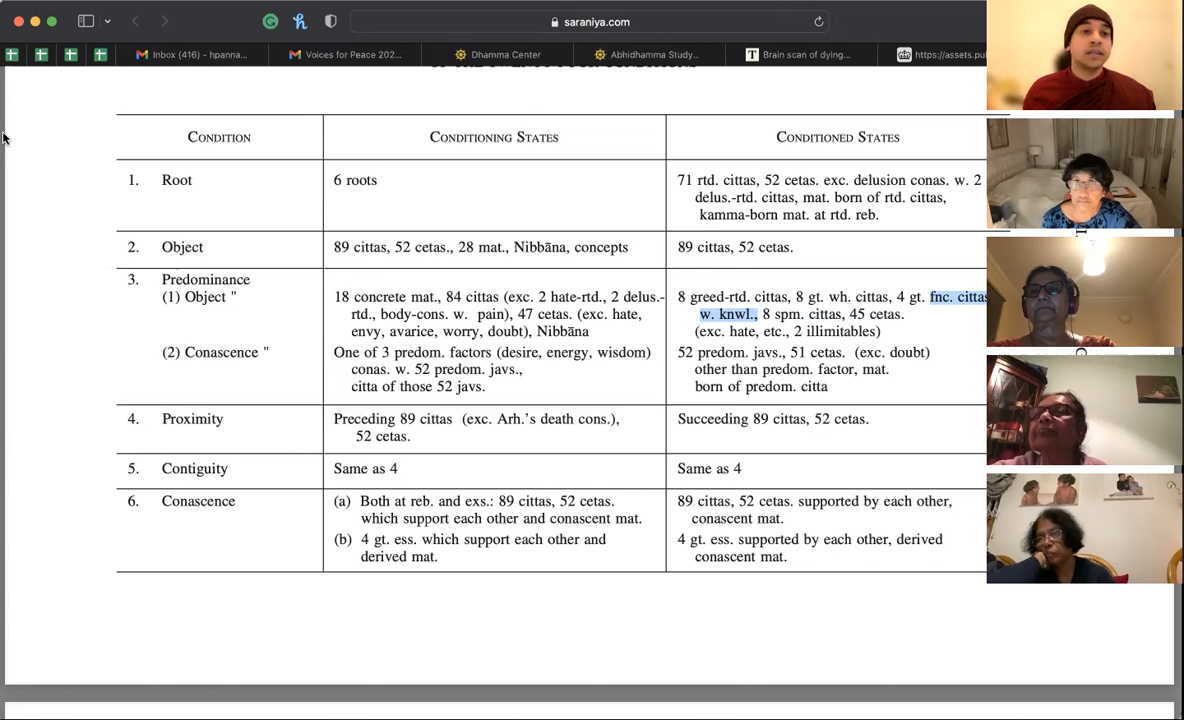 saraniya.com
Inbox (416) - hpanna...
Voices for Peace 202...
Dhamma Center
Abhidhamma Study...
Brain scan of dying...
https://assets.pu
CONDITION
CONDITIONING STATES
CONDITIONED STATES
1. Root
6 roots
71 rtd. cittas, 52 cetas. exc. delusion conas. w. 2
delus.-rtd. cittas, mat. born of rtd. cittas,
kamma-born mat. at rtd. reb.
2. Object
89 cittas, 52 cetas., 28 mat., Nibbāna, concepts
89 cittas, 52 cetas.
3. Predominance
(1) Object "
18 concrete mat., 84 cittas (exc. 2 hate-rtd., 2 delus.-
rtd., body-cons. w. pain), 47 cetas. (exc. hate,
envy, avarice, worry, doubt), Nibbāna
8 greed-rtd. cittas, 8 gt. wh. cittas, 4 gt. fnc. cittas
w. knwl., 8 spm. cittas, 45 cetas.
(exc. hate, etc., 2 illimitables)
(2) Conascence "
One of 3 predom. factors (desire, energy, wisdom)
conas. w. 52 predom. javs.,
citta of those 52 javs.
52 predom. javs., 51 cetas. (exc. doubt)
other than predom. factor, mat.
born of predom. citta
4. Proximity
Preceding 89 cittas (exc. Arh.'s death cons.),
52 cetas.
Succeeding 89 cittas, 52 cetas.
5. Contiguity
Same as 4
Same as 4
6. Conascence
(a) Both at reb. and exs.: 89 cittas, 52 cetas.
which support each other and conascent mat.
89 cittas, 52 cetas. supported by each other,
conascent mat.
(b) 4 gt. ess. which support each other and
derived mat.
4 gt. ess. supported by each other, derived
conascent mat.